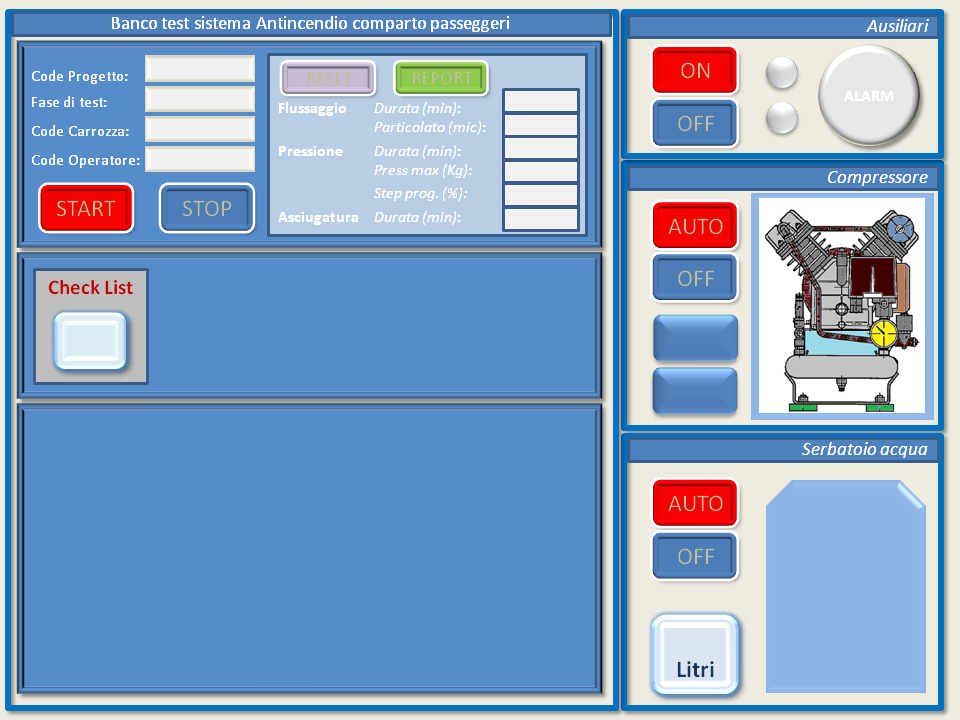 Banco test sistema Antincendio comparto passeggeri
Code Progetto:
Fase di test:
Code Carrozza:
Code Operatore:
START STOP
RESET REPORT
Flussaggio Durata (min):
Particolato (mic):
Pressione Durata (min):
Press max (Kg):
Step prog. (%):
Asciugatura Durata (min):
Check List
Ausiliari
ON
OFF
ALARM
Compressore
AUTO
OFF
Serbatoio acqua
AUTO
OFF
Litri